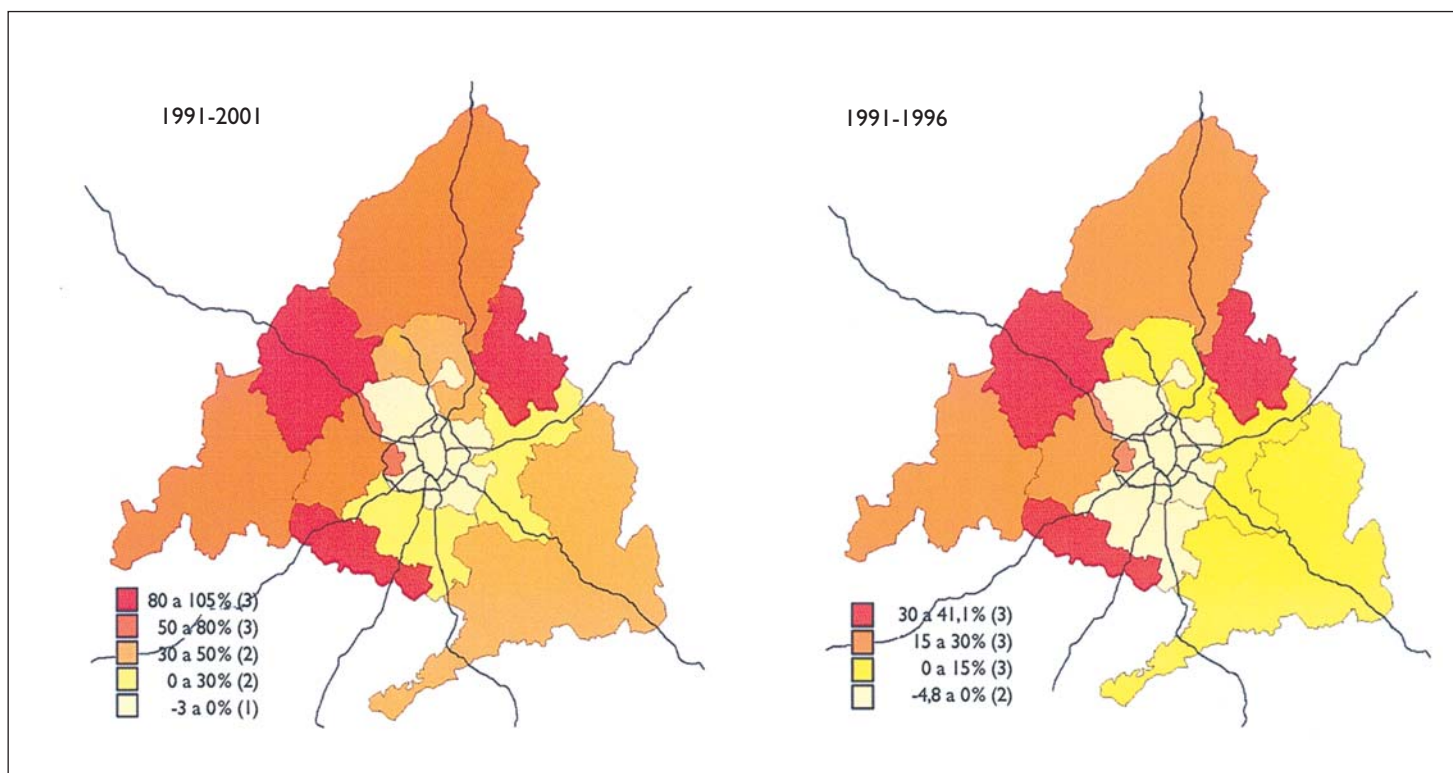 1991-2001
80 a 105% (3)
50 a 80% (3)
30 a 50% (2)
0 a 30% (2)
-3 a 0% (1)
1991-1996
30 a 41,1% (3)
15 a 30% (3)
0 a 15% (3)
-4,8 a 0% (2)